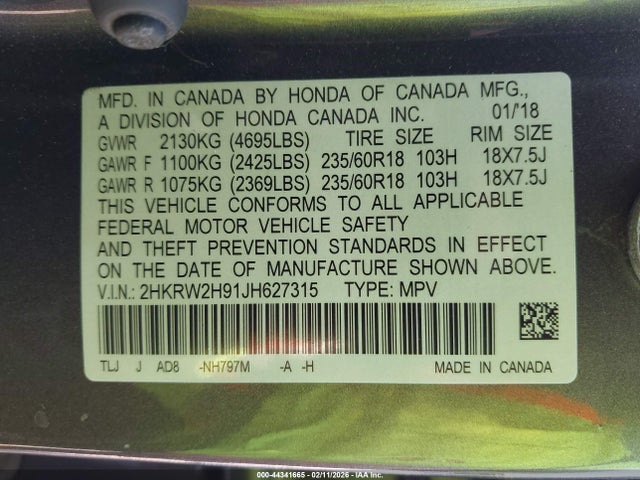 MFD. IN CANADA BY HONDA OF CANADA MFG.,
A DIVISION OF HONDA CANADA INC. 01/18
GVWR 2130KG (4695LBS) TIRE SIZE RIM SIZE
GAWR F 1100KG (2425LBS) 235/60R18 103H 18X7.5J
GAWR R 1075KG (2369LBS) 235/60R18 103H 18X7.5J
THIS VEHICLE CONFORMS TO ALL APPLICABLE
FEDERAL MOTOR VEHICLE SAFETY
AND THEFT PREVENTION STANDARDS IN EFFECT
ON THE DATE OF MANUFACTURE SHOWN ABOVE.
V.I.N.: 2HKRW2H91JH627315 TYPE: MPV
TLJ J AD8 -NH797M -A -H MADE IN CANADA
000-44341665 - 02/11/2026 - IAAI.COM